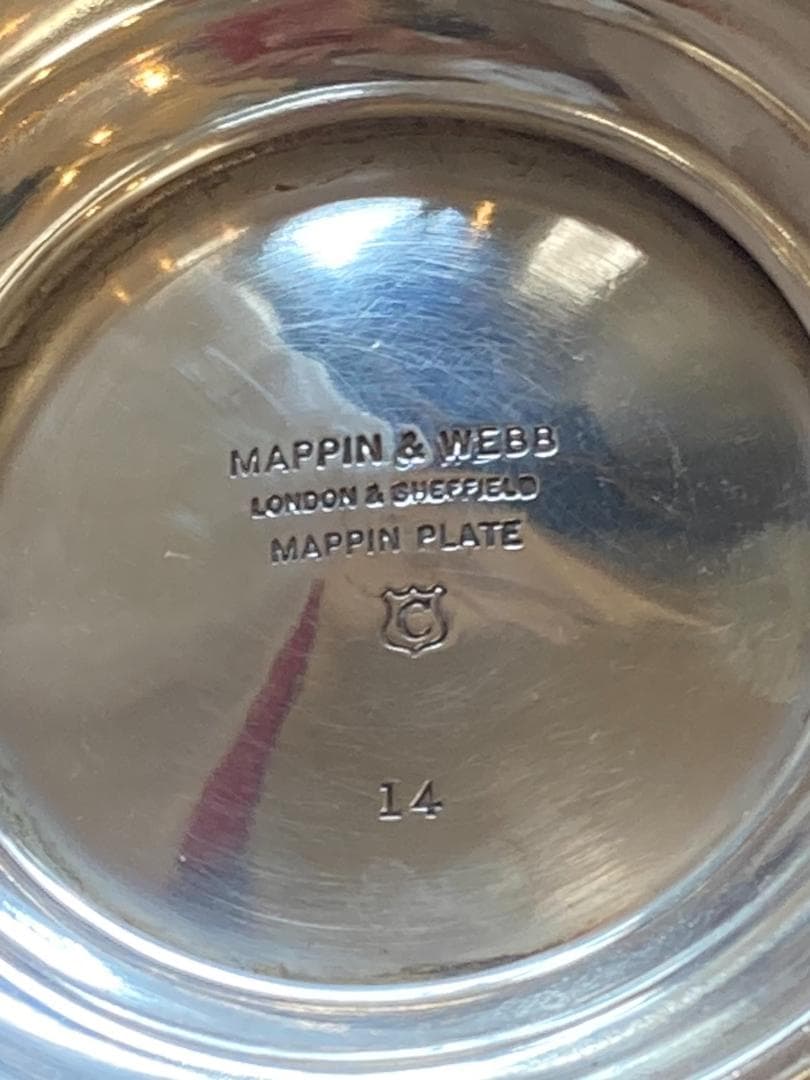 MAPPIN & WEBB
LONDON & SHEFFIELD
MAPPIN PLATE
C
14